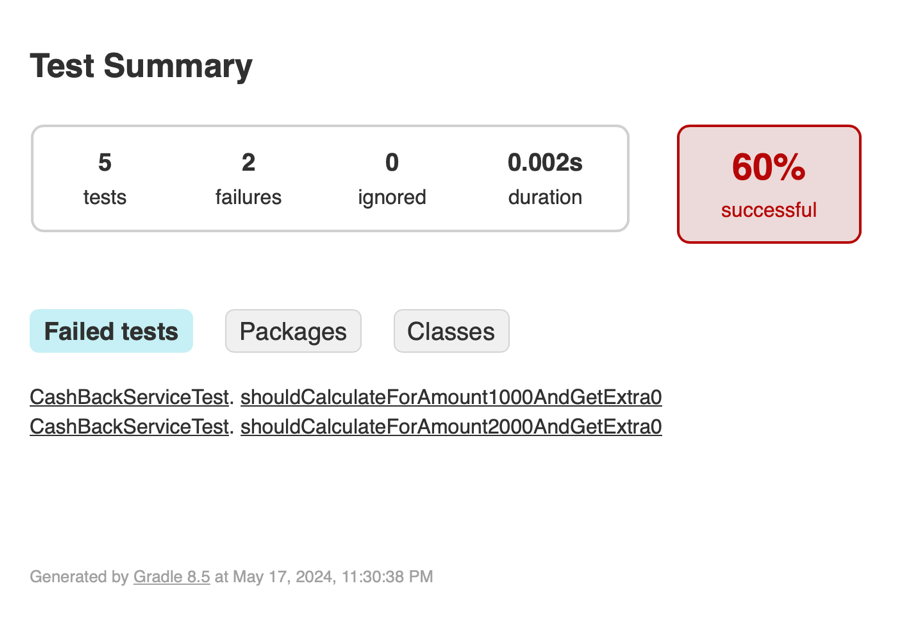 Test Summary
5 2 0 0.002s
tests failures ignored duration
60%
successful
Failed tests Packages Classes
CashBackServiceTest. shouldCalculateForAmount1000AndGetExtra0
CashBackServiceTest. shouldCalculateForAmount2000AndGetExtra0
Generated by Gradle 8.5 at May 17, 2024, 11:30:38 PM